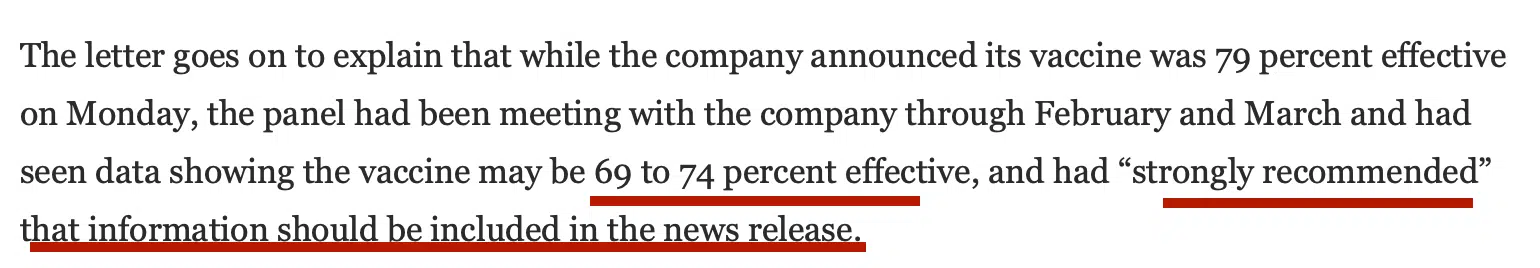 The letter goes on to explain that while the company announced its vaccine was 79 percent effective
on Monday, the panel had been meeting with the company through February and March and had
seen data showing the vaccine may be 69 to 74 percent effective, and had “strongly recommended”
that information should be included in the news release.